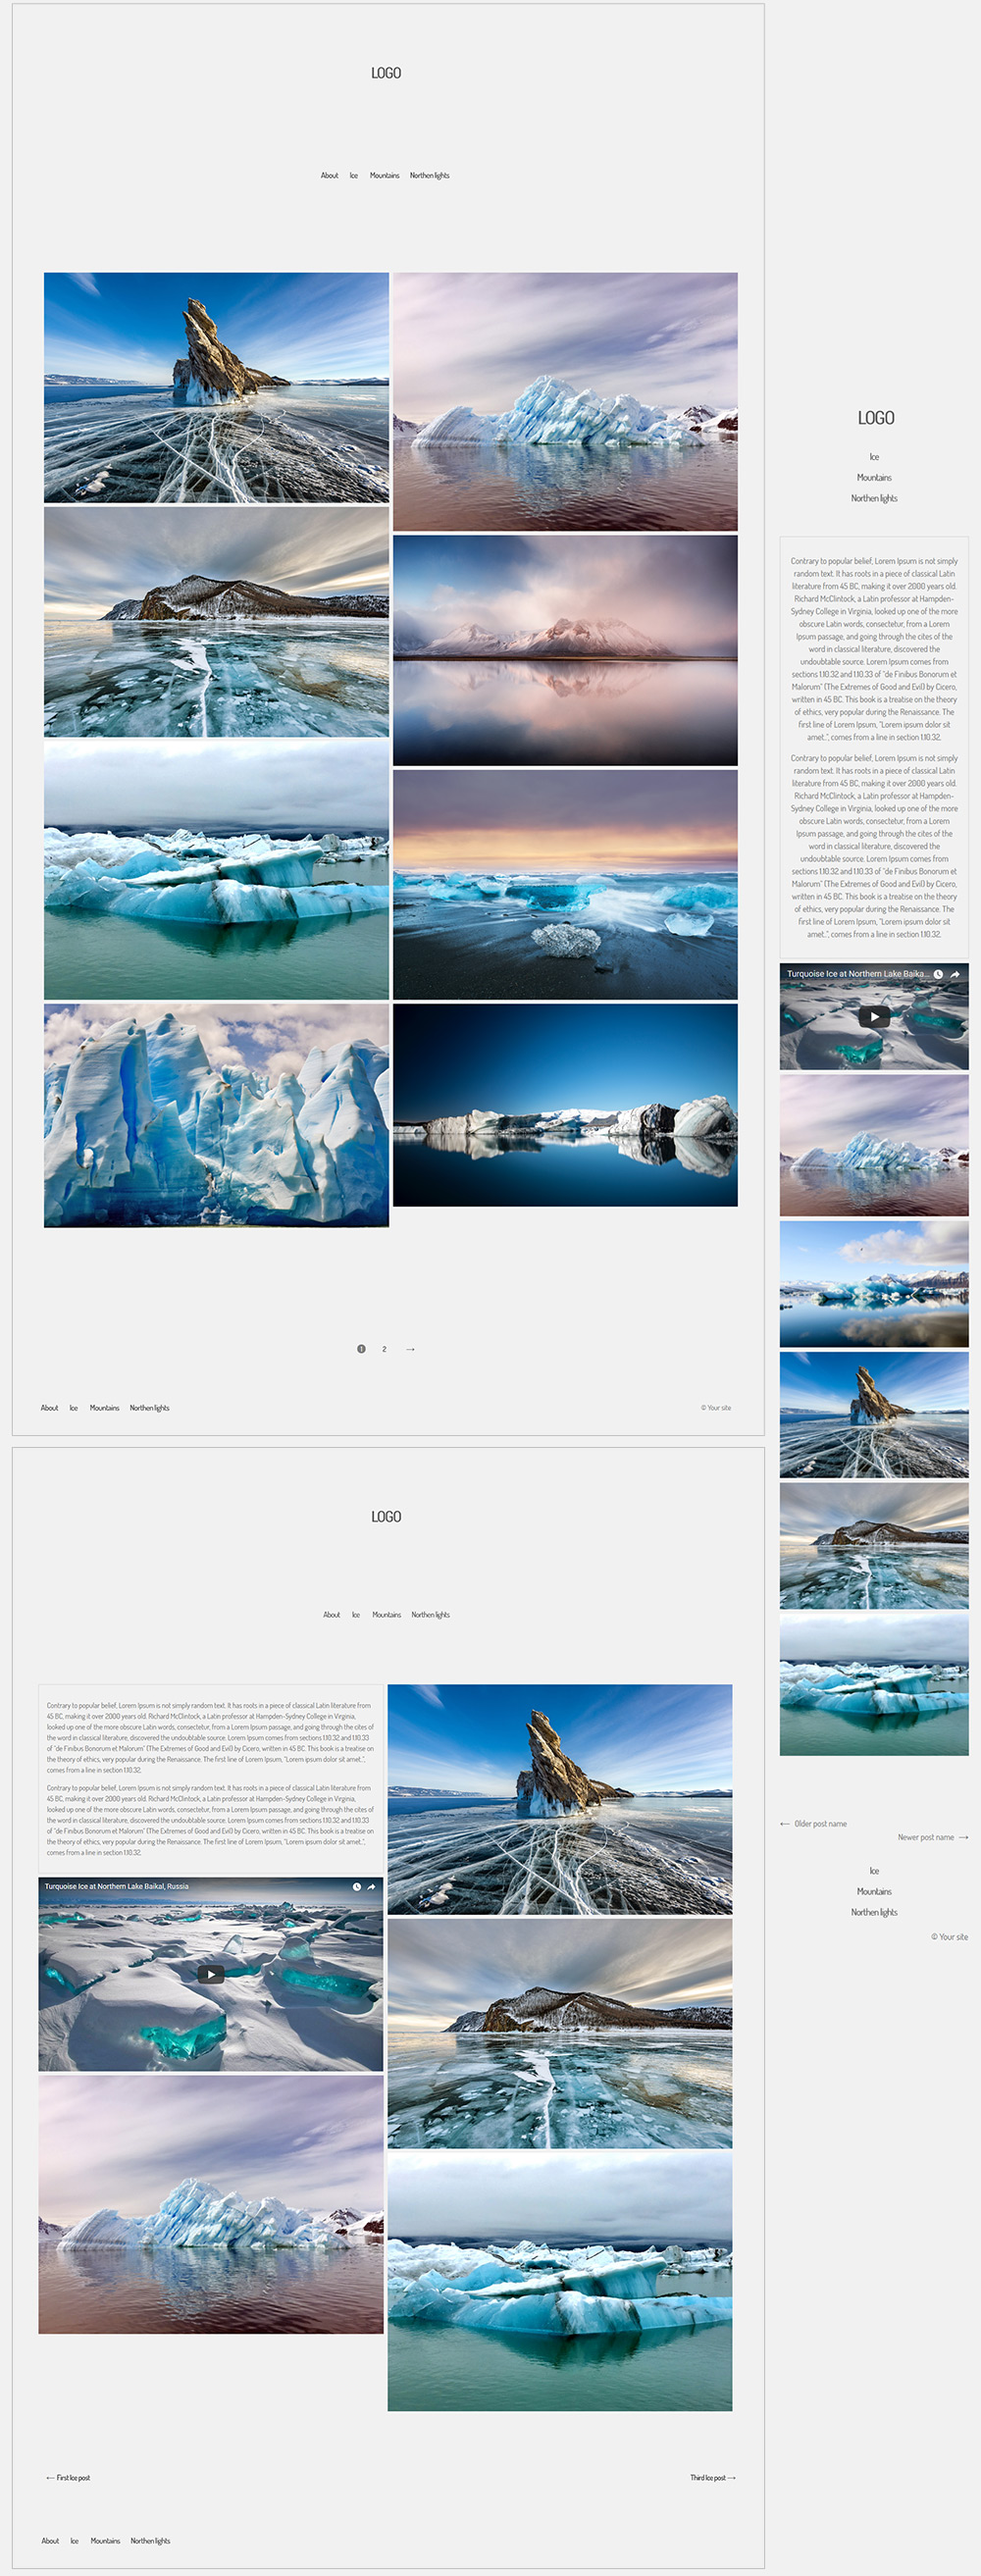 LOGO
About Ice Mountains Northen lights
1 2 →
About Ice Mountains Northen lights © Your site
LOGO
About Ice Mountains Northen lights
Contrary to popular belief, Lorem Ipsum is not simply random text. It has roots in a piece of classical Latin literature from
45 BC, making it over 2000 years old. Richard McClintock, a Latin professor at Hampden-Sydney College in Virginia,
looked up one of the more obscure Latin words, consectetur, from a Lorem Ipsum passage, and going through the cites of
the word in classical literature, discovered the undoubtable source. Lorem Ipsum comes from sections 1.10.32 and 1.10.33
of "de Finibus Bonorum et Malorum" (The Extremes of Good and Evil) by Cicero, written in 45 BC. This book is a treatise on
the theory of ethics, very popular during the Renaissance. The first line of Lorem Ipsum, "Lorem ipsum dolor sit amet..",
comes from a line in section 1.10.32.
Contrary to popular belief, Lorem Ipsum is not simply random text. It has roots in a piece of classical Latin literature from
45 BC, making it over 2000 years old. Richard McClintock, a Latin professor at Hampden-Sydney College in Virginia,
looked up one of the more obscure Latin words, consectetur, from a Lorem Ipsum passage, and going through the cites of
the word in classical literature, discovered the undoubtable source. Lorem Ipsum comes from sections 1.10.32 and 1.10.33
of "de Finibus Bonorum et Malorum" (The Extremes of Good and Evil) by Cicero, written in 45 BC. This book is a treatise on
the theory of ethics, very popular during the Renaissance. The first line of Lorem Ipsum, "Lorem ipsum dolor sit amet..",
comes from a line in section 1.10.32.
Turquoise Ice at Northern Lake Baikal, Russia
← First Ice post Third Ice post →
About Ice Mountains Northen lights
LOGO
Ice
Mountains
Northen lights
Contrary to popular belief, Lorem Ipsum is not simply
random text. It has roots in a piece of classical Latin
literature from 45 BC, making it over 2000 years old.
Richard McClintock, a Latin professor at Hampden-
Sydney College in Virginia, looked up one of the more
obscure Latin words, consectetur, from a Lorem
Ipsum passage, and going through the cites of the
word in classical literature, discovered the
undoubtable source. Lorem Ipsum comes from
sections 1.10.32 and 1.10.33 of "de Finibus Bonorum et
Malorum" (The Extremes of Good and Evil) by Cicero,
written in 45 BC. This book is a treatise on the theory
of ethics, very popular during the Renaissance. The
first line of Lorem Ipsum, "Lorem ipsum dolor sit
amet..", comes from a line in section 1.10.32.
Contrary to popular belief, Lorem Ipsum is not simply
random text. It has roots in a piece of classical Latin
literature from 45 BC, making it over 2000 years old.
Richard McClintock, a Latin professor at Hampden-
Sydney College in Virginia, looked up one of the more
obscure Latin words, consectetur, from a Lorem
Ipsum passage, and going through the cites of the
word in classical literature, discovered the
undoubtable source. Lorem Ipsum comes from
sections 1.10.32 and 1.10.33 of "de Finibus Bonorum et
Malorum" (The Extremes of Good and Evil) by Cicero,
written in 45 BC. This book is a treatise on the theory
of ethics, very popular during the Renaissance. The
first line of Lorem Ipsum, "Lorem ipsum dolor sit
amet..", comes from a line in section 1.10.32.
Turquoise Ice at Northern Lake Baika...
← Older post name
Newer post name →
Ice
Mountains
Northen lights
© Your site